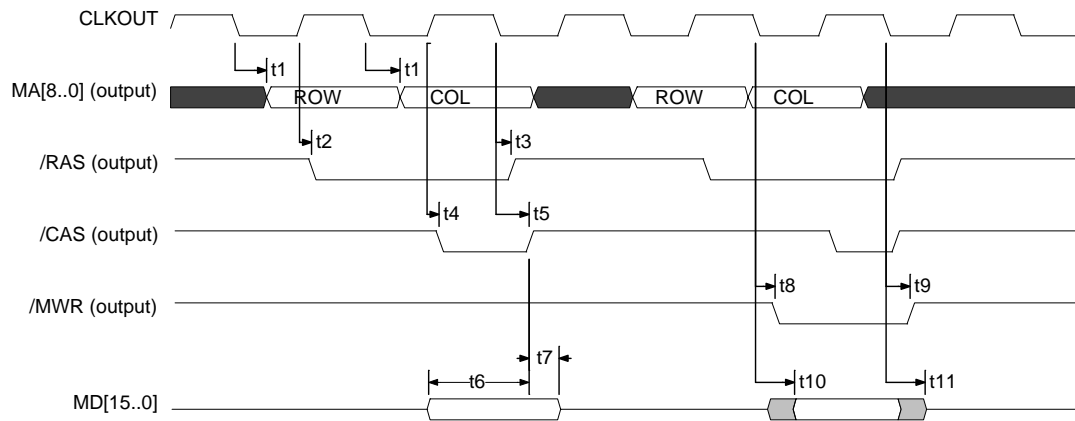 CLKOUT
t1 t1
MA[8..0] (output) ROW COL ROW COL
t2 t3
/RAS (output)
t4 t5
/CAS (output)
t8 t9
/MWR (output)
t7
t6 t10 t11
MD[15..0]